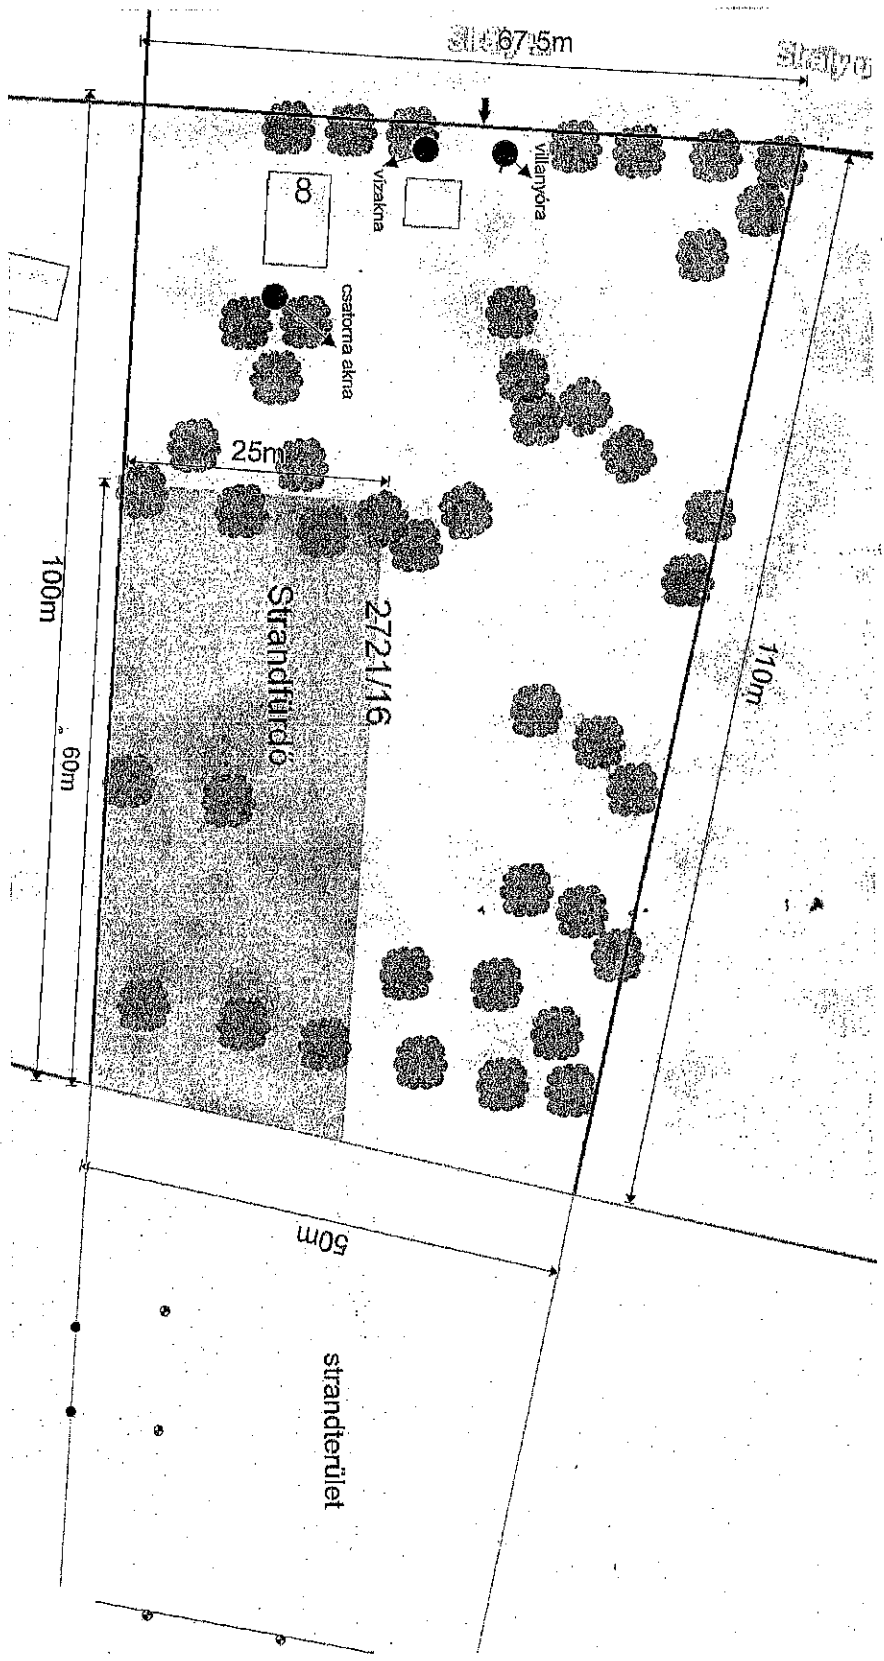 67.5m
villanyóra
vízakna
8
csatorna akna
25m
100m
60m
Strandfürdő
2721/16
110m
50m
strandterület